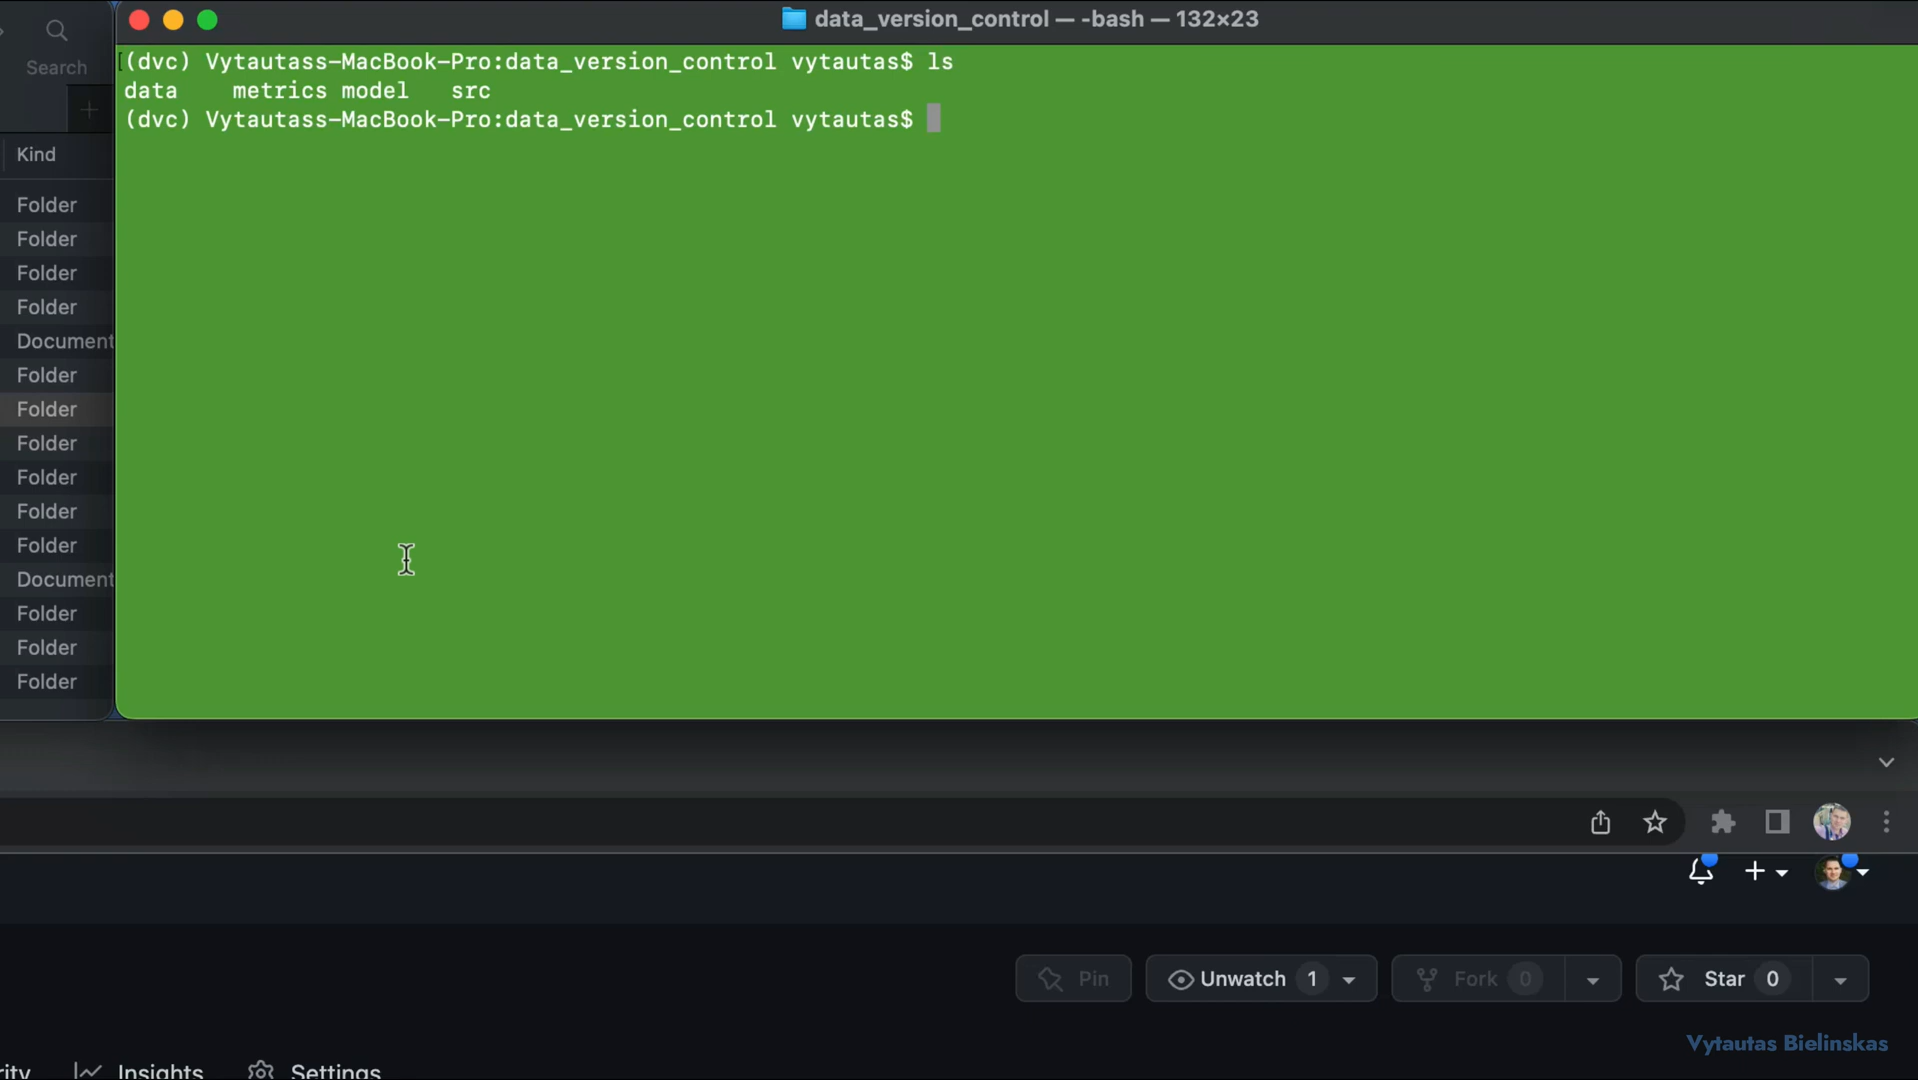 data_version_control — -bash — 132×23
Search
(dvc) Vytautass-MacBook-Pro:data_version_control vytautas$ ls
data metrics model src
(dvc) Vytautass-MacBook-Pro:data_version_control vytautas$
Kind
Folder
Folder
Folder
Folder
Document
Folder
Folder
Folder
Folder
Folder
Folder
Document
Folder
Folder
Folder
Pin
Unwatch 1
Fork 0
Star 0
Vytautas Bielinskas
rity
Insights
Settings